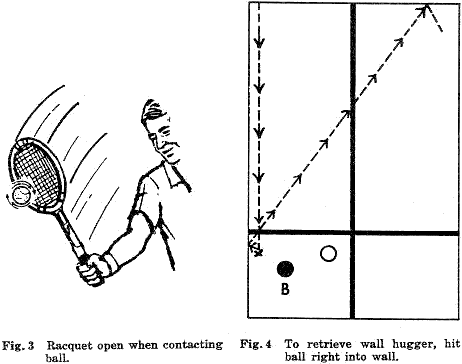 B
Fig. 3 Racquet open when contacting
ball.
Fig. 4 To retrieve wall hugger, hit
ball right into wall.